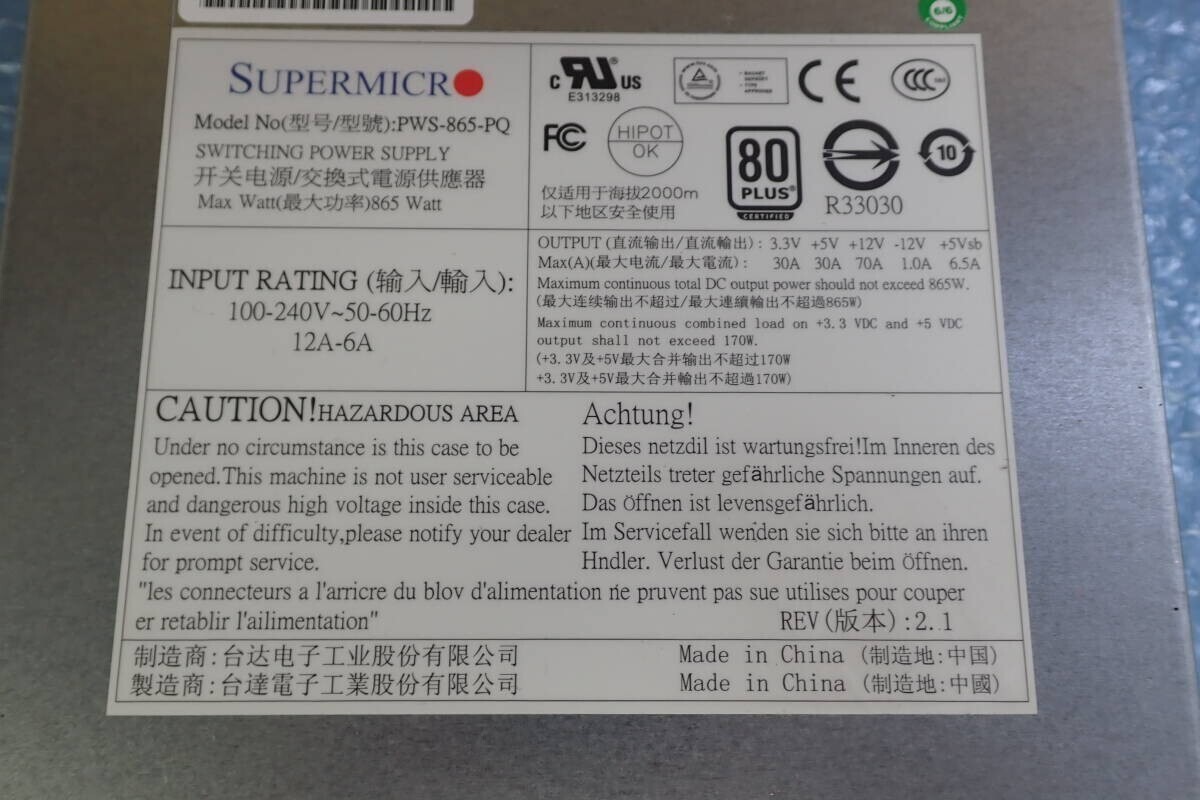 6/6
SUPERMICRO
Model No(型号/型號):PWS-865-PQ
SWITCHING POWER SUPPLY
开关电源/交換式電源供應器
Max Watt(最大功率)865 Watt
C RU US
E313298
CE
CCC
FC
HIPOT
OK
80
PLUS®
CERTIFIED
R33030
10
仅适用于海拔2000m
以下地区安全使用
INPUT RATING (输入/輸入):
100-240V~50-60Hz
12A-6A
OUTPUT (直流输出/直流輸出): 3.3V +5V +12V -12V +5Vsb
Max(A)(最大电流/最大電流): 30A 30A 70A 1.0A 6.5A
Maximum continuous total DC output power should not exceed 865W.
(最大连续输出不超过/最大連續輸出不超過865W)
Maximum continuous combined load on +3.3 VDC and +5 VDC
output shall not exceed 170W.
(+3.3V及+5V最大合并输出不超过170W
+3.3V及+5V最大合并輸出不超過170W)
CAUTION!HAZARDOUS AREA
Under no circumstance is this case to be
opened.This machine is not user serviceable
and dangerous high voltage inside this case.
In event of difficulty,please notify your dealer
for prompt service.
Achtung!
Dieses netzdil ist wartungsfrei!Im Inneren des
Netzteils treter gefährliche Spannungen auf.
Das öffnen ist levensgefährlich.
Im Servicefall wenden sie sich bitte an ihren
Hndler. Verlust der Garantie beim öffnen.
"les connecteurs a l'arricre du blov d'alimentation ne pruvent pas sue utilises pour couper
er retablir l'ailimentation"
REV(版本):2.1
制造商:台达电子工业股份有限公司
製造商:台達電子工業股份有限公司
Made in China (制造地:中国)
Made in China (製造地:中國)